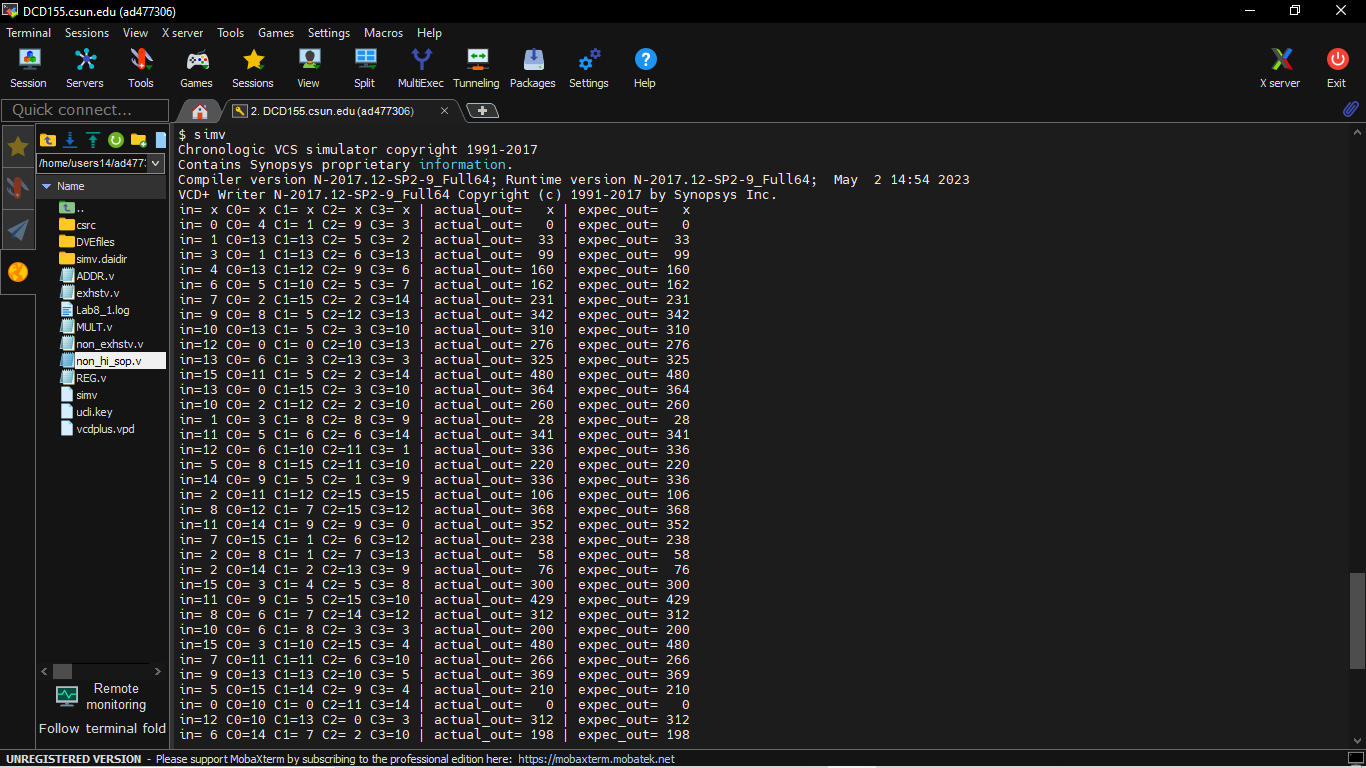 DCD155.csun.edu (ad477306)
Terminal Sessions View X server Tools Games Settings Macros Help
Session Servers Tools Games Sessions View Split MultiExec Tunneling Packages Settings Help X server Exit
Quick connect... 2. DCD155.csun.edu (ad477306)
/home/users14/ad477
Name
..
csrc
DVEfiles
simv.daidir
ADDR.v
exhstv.v
Lab8_1.log
MULT.v
non_exhstv.v
non_hi_sop.v
REG.v
simv
ucli.key
vcdplus.vpd
Remote
monitoring
Follow terminal fold
$ simv
Chronologic VCS simulator copyright 1991-2017
Contains Synopsys proprietary information.
Compiler version N-2017.12-SP2-9_Full64; Runtime version N-2017.12-SP2-9_Full64;  May  2 14:54 2023
VCD+ Writer N-2017.12-SP2-9_Full64 Copyright (c) 1991-2017 by Synopsys Inc.
in= x C0= x C1= x C2= x C3= x | actual_out=   x | expec_out=   x
in= 0 C0= 4 C1= 1 C2= 9 C3= 3 | actual_out=   0 | expec_out=   0
in= 1 C0=13 C1=13 C2= 5 C3= 2 | actual_out=  33 | expec_out=  33
in= 3 C0= 1 C1=13 C2= 6 C3=13 | actual_out=  99 | expec_out=  99
in= 4 C0=13 C1=12 C2= 9 C3= 6 | actual_out= 160 | expec_out= 160
in= 6 C0= 5 C1=10 C2= 5 C3= 7 | actual_out= 162 | expec_out= 162
in= 7 C0= 2 C1=15 C2= 2 C3=14 | actual_out= 231 | expec_out= 231
in= 9 C0= 8 C1= 5 C2=12 C3=13 | actual_out= 342 | expec_out= 342
in=10 C0=13 C1= 5 C2= 3 C3=10 | actual_out= 310 | expec_out= 310
in=12 C0= 0 C1= 0 C2=10 C3=13 | actual_out= 276 | expec_out= 276
in=13 C0= 6 C1= 3 C2=13 C3= 3 | actual_out= 325 | expec_out= 325
in=15 C0=11 C1= 5 C2= 2 C3=14 | actual_out= 480 | expec_out= 480
in=13 C0= 0 C1=15 C2= 3 C3=10 | actual_out= 364 | expec_out= 364
in=10 C0= 2 C1=12 C2= 2 C3=10 | actual_out= 260 | expec_out= 260
in= 1 C0= 3 C1= 8 C2= 8 C3= 9 | actual_out=  28 | expec_out=  28
in=11 C0= 5 C1= 6 C2= 6 C3=14 | actual_out= 341 | expec_out= 341
in=12 C0= 6 C1=10 C2=11 C3= 1 | actual_out= 336 | expec_out= 336
in= 5 C0= 8 C1=15 C2=11 C3=10 | actual_out= 220 | expec_out= 220
in=14 C0= 9 C1= 5 C2= 1 C3= 9 | actual_out= 336 | expec_out= 336
in= 2 C0=11 C1=12 C2=15 C3=15 | actual_out= 106 | expec_out= 106
in= 8 C0=12 C1= 7 C2=15 C3=12 | actual_out= 368 | expec_out= 368
in=11 C0=14 C1= 9 C2= 9 C3= 0 | actual_out= 352 | expec_out= 352
in= 7 C0=15 C1= 1 C2= 6 C3=12 | actual_out= 238 | expec_out= 238
in= 2 C0= 8 C1= 1 C2= 7 C3=13 | actual_out=  58 | expec_out=  58
in= 2 C0=14 C1= 2 C2=13 C3= 9 | actual_out=  76 | expec_out=  76
in=15 C0= 3 C1= 4 C2= 5 C3= 8 | actual_out= 300 | expec_out= 300
in=11 C0= 9 C1= 5 C2=15 C3=10 | actual_out= 429 | expec_out= 429
in= 8 C0= 6 C1= 7 C2=14 C3=12 | actual_out= 312 | expec_out= 312
in=10 C0= 6 C1= 8 C2= 3 C3= 3 | actual_out= 200 | expec_out= 200
in=15 C0= 3 C1=10 C2=15 C3= 4 | actual_out= 480 | expec_out= 480
in= 7 C0=11 C1=11 C2= 6 C3=10 | actual_out= 266 | expec_out= 266
in= 9 C0=13 C1=13 C2=10 C3= 5 | actual_out= 369 | expec_out= 369
in= 5 C0=15 C1=14 C2= 9 C3= 4 | actual_out= 210 | expec_out= 210
in= 0 C0=10 C1= 0 C2=11 C3=14 | actual_out=   0 | expec_out=   0
in=12 C0=10 C1=13 C2= 0 C3= 3 | actual_out= 312 | expec_out= 312
in= 6 C0=14 C1= 7 C2= 2 C3=10 | actual_out= 198 | expec_out= 198
UNREGISTERED VERSION - Please support MobaXterm by subscribing to the professional edition here: https://mobaxterm.mobatek.net